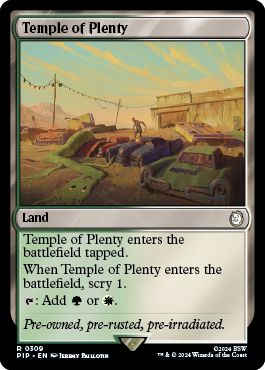 Temple of Plenty
Land
Temple of Plenty enters the
battlefield tapped.
When Temple of Plenty enters the
battlefield, scry 1.
: Add or .
Pre-owned, pre-rusted, pre-irradiated.
R 0309
PIP • EN Jeremy Paillotin
©2024 BSW
™ & © 2024 Wizards of the Coast